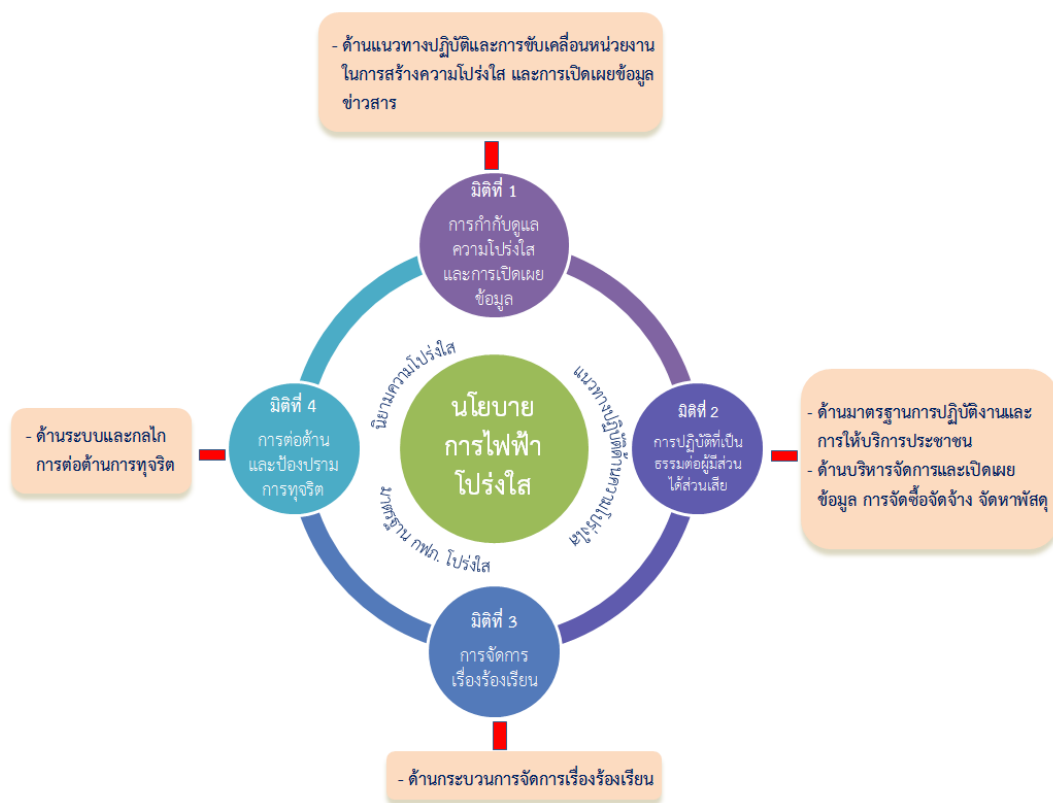 - ด้านแนวทางปฏิบัติและการขับเคลื่อนหน่วยงาน
ในการสร้างความโปร่งใส และการเปิดเผยข้อมูล
ข่าวสาร
มิติที่ 1
การกำกับดูแล
ความโปร่งใส
และการเปิดเผย
ข้อมูล
นิยามความโปร่งใส
แนวทางปฏิบัติด้านความโปร่งใส
มาตรฐาน กฟภ. โปร่งใส
นโยบาย
การไฟฟ้า
โปร่งใส
มิติที่ 2
การปฏิบัติที่เป็น
ธรรมต่อผู้มีส่วน
ได้ส่วนเสีย
- ด้านมาตรฐานการปฏิบัติงานและ
การให้บริการประชาชน
- ด้านบริหารจัดการและเปิดเผย
ข้อมูล การจัดซื้อจัดจ้าง จัดหาพัสดุ
มิติที่ 4
การต่อต้าน
และป้องปราม
การทุจริต
- ด้านระบบและกลไก
การต่อต้านการทุจริต
มิติที่ 3
การจัดการ
เรื่องร้องเรียน
- ด้านกระบวนการจัดการเรื่องร้องเรียน